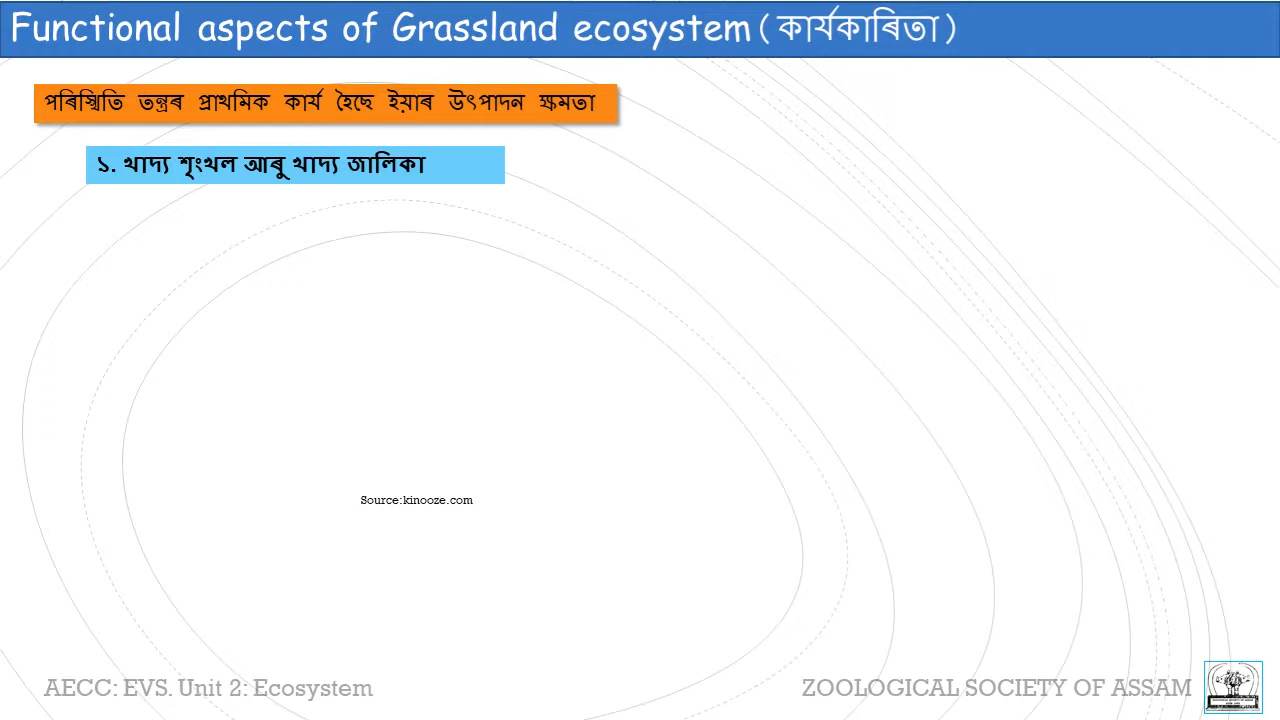 Functional aspects of Grassland ecosystem (কাৰ্যকাৰিতা)
পৰিস্থিতি তন্ত্ৰৰ প্ৰাথমিক কাৰ্য হৈছে ইয়াৰ উৎপাদন ক্ষমতা
১. খাদ্য শৃংখল আৰু খাদ্য জালিকা
Source:kinooze.com
AECC: EVS. Unit 2: Ecosystem
ZOOLOGICAL SOCIETY OF ASSAM